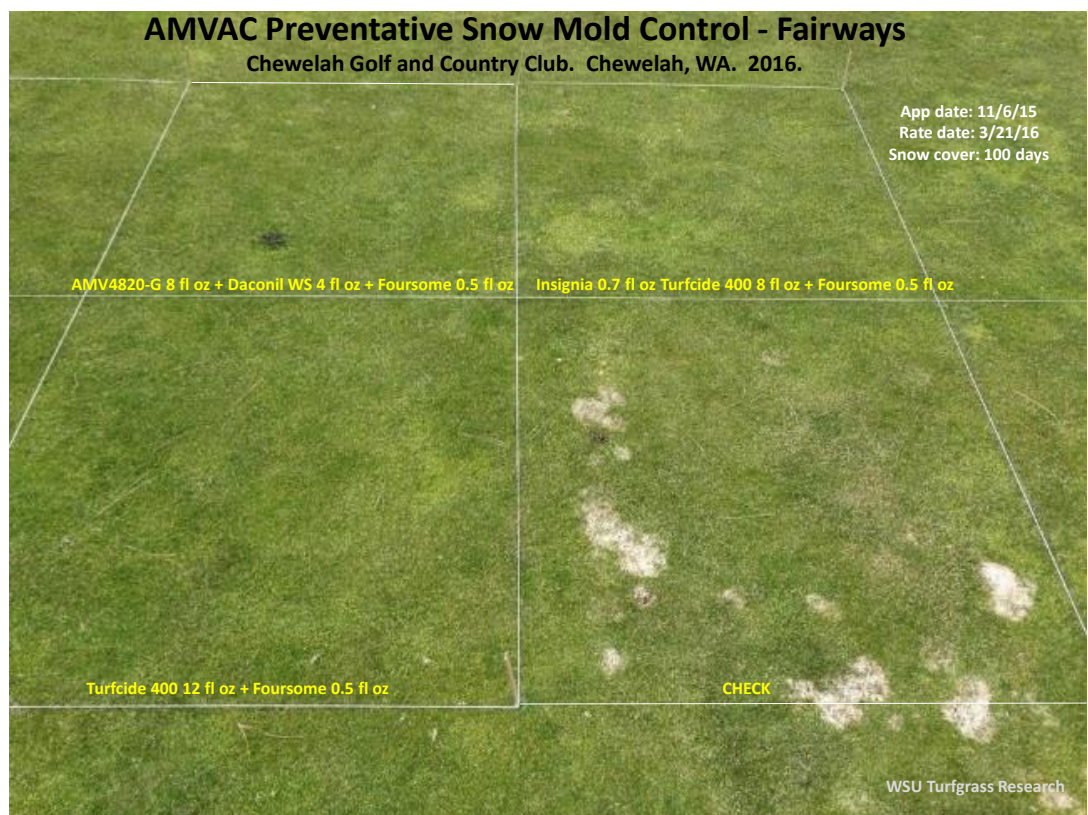 AMVAC Preventative Snow Mold Control - Fairways
Chewelah Golf and Country Club.  Chewelah, WA.  2016.
App date: 11/6/15
Rate date: 3/21/16
Snow cover: 100 days
AMV4820-G 8 fl oz + Daconil WS 4 fl oz + Foursome 0.5 fl oz
Insignia 0.7 fl oz Turfcide 400 8 fl oz + Foursome 0.5 fl oz
Turfcide 400 12 fl oz + Foursome 0.5 fl oz
CHECK
WSU Turfgrass Research